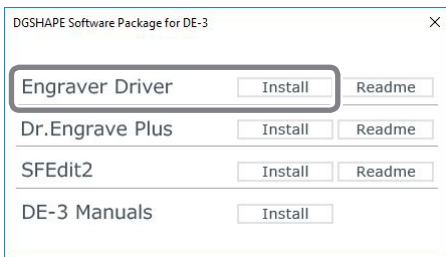 DGSHAPE Software Package for DE-3
Engraver Driver Install Readme
Dr.Engrave Plus Install Readme
SFEdit2 Install Readme
DE-3 Manuals Install